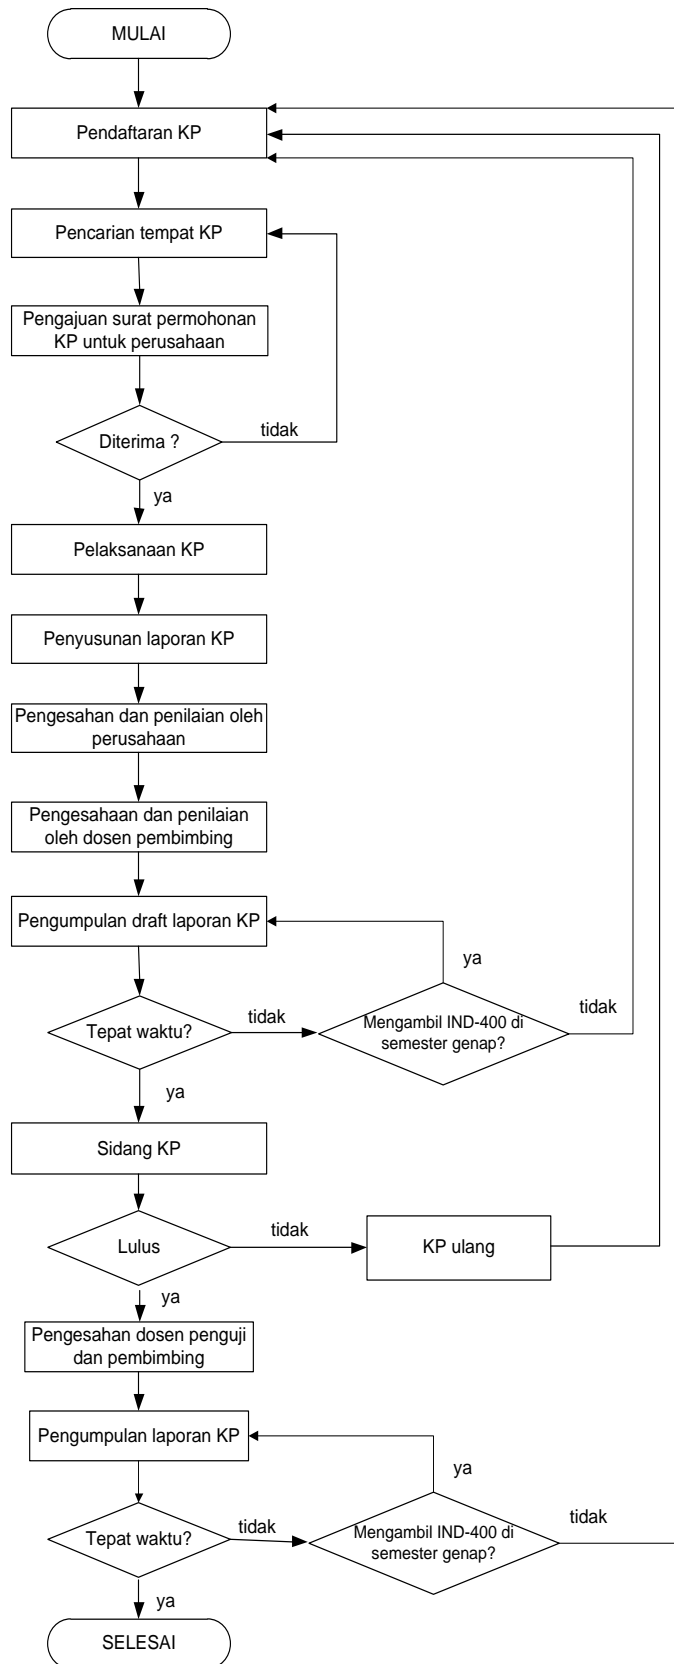 MULAI
Pendaftaran KP
Pencarian tempat KP
Pengajuan surat permohonan
KP untuk perusahaan
Diterima ?
tidak
ya
Pelaksanaan KP
Penyusunan laporan KP
Pengesahan dan penilaian oleh
perusahaan
Pengesahaan dan penilaian
oleh dosen pembimbing
Pengumpulan draft laporan KP
ya
Tepat waktu?
tidak
Mengambil IND-400 di
semester genap?
tidak
ya
Sidang KP
Lulus
tidak
KP ulang
ya
Pengesahan dosen penguji
dan pembimbing
Pengumpulan laporan KP
ya
Tepat waktu?
tidak
Mengambil IND-400 di
semester genap?
tidak
ya
SELESAI